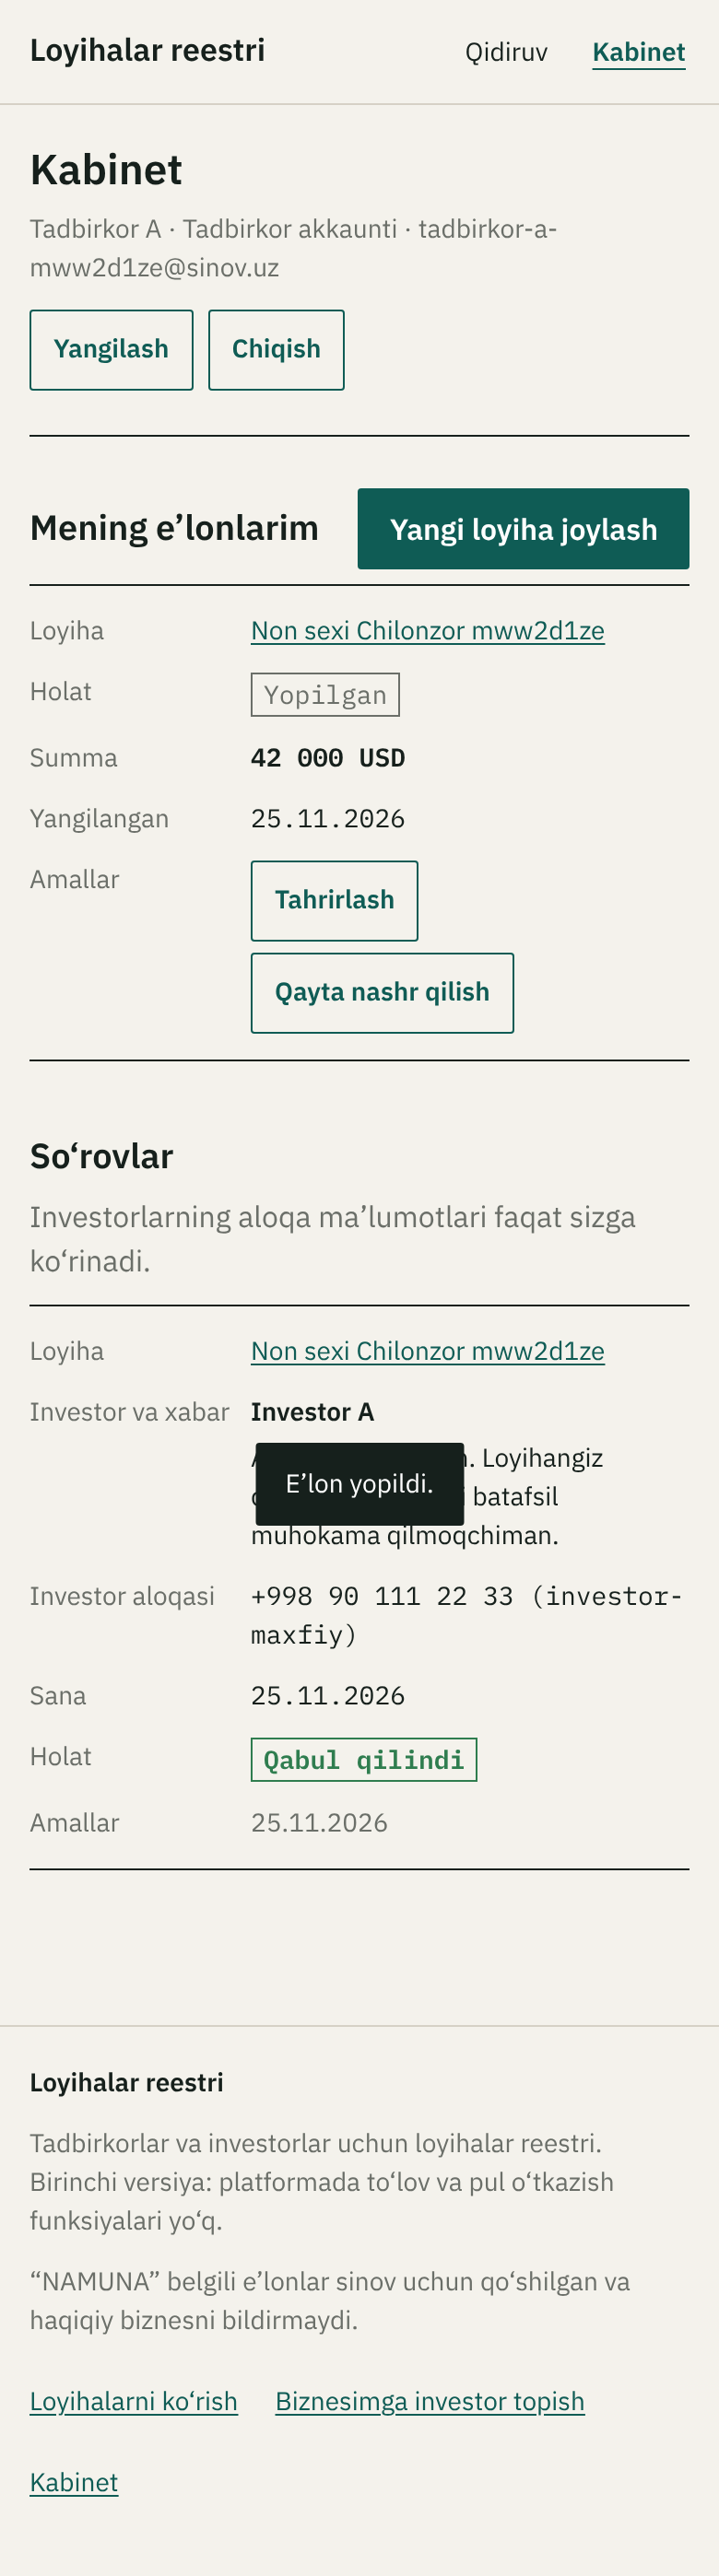 Loyihalar reestri
Qidiruv
Kabinet
Kabinet
Tadbirkor A · Tadbirkor akkaunti · tadbirkor-a-
mww2d1ze@sinov.uz
Yangilash
Chiqish
Mening e’lonlarim
Yangi loyiha joylash
Loyiha
Non sexi Chilonzor mww2d1ze
Holat
Yopilgan
Summa
42 000 USD
Yangilangan
25.11.2026
Amallar
Tahrirlash
Qayta nashr qilish
So‘rovlar
Investorlarning aloqa ma’lumotlari faqat sizga
ko‘rinadi.
Loyiha
Non sexi Chilonzor mww2d1ze
Investor va xabar
Investor A
Loyihangiz
E’lon yopildi.
batafsil
muhokama qilmoqchiman.
Investor aloqasi
+998 90 111 22 33 (investor-
maxfiy)
Sana
25.11.2026
Holat
Qabul qilindi
Amallar
25.11.2026
Loyihalar reestri
Tadbirkorlar va investorlar uchun loyihalar reestri.
Birinchi versiya: platformada to‘lov va pul o‘tkazish
funksiyalari yo‘q.
“NAMUNA” belgili e’lonlar sinov uchun qo‘shilgan va
haqiqiy biznesni bildirmaydi.
Loyihalarni ko‘rish
Biznesimga investor topish
Kabinet